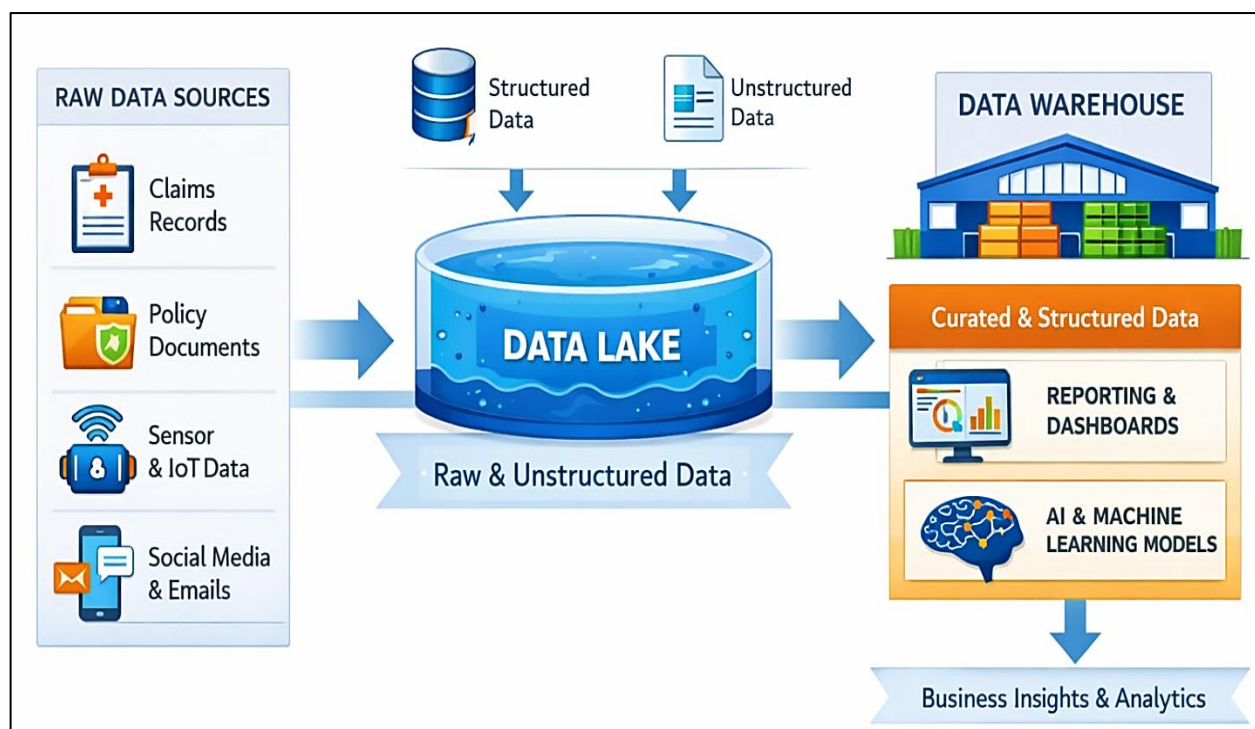 RAW DATA SOURCES
Claims
Records
Policy
Documents
Sensor
& IoT Data
Social Media
& Emails
Structured
Data
Unstructured
Data
DATA LAKE
Raw & Unstructured Data
DATA WAREHOUSE
Curated & Structured Data
REPORTING &
DASHBOARDS
AI & MACHINE
LEARNING MODELS
Business Insights & Analytics